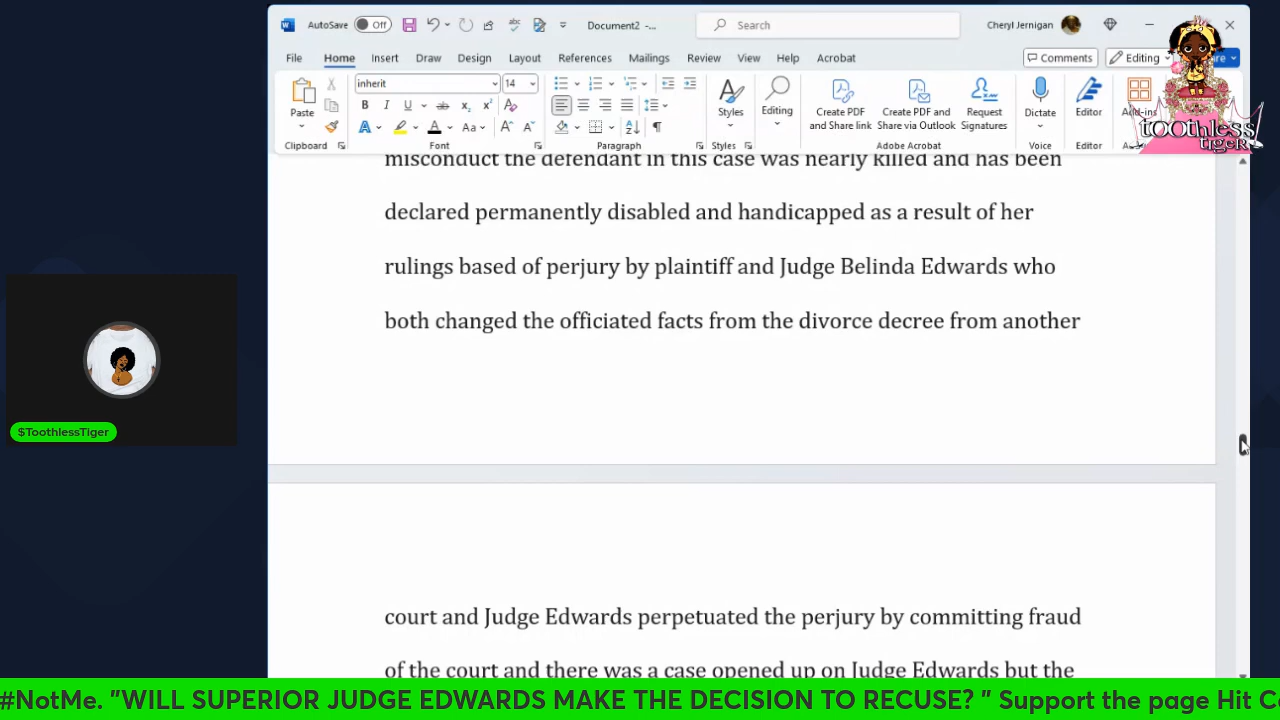 AutoSave Off Document2 -... Search Cheryl Jernigan
File Home Insert Draw Design Layout References Mailings Review View Help Acrobat Comments Editing
inherit 14
Paste Styles Editing Create PDF and Share link Create PDF and Share via Outlook Request Signatures Dictate Editor Add-ins
Clipboard Font Paragraph Styles Adobe Acrobat Voice Editor
toothless
tiger
misconduct the defendant in this case was nearly killed and has been
declared permanently disabled and handicapped as a result of her
rulings based of perjury by plaintiff and Judge Belinda Edwards who
both changed the officiated facts from the divorce decree from another
court and Judge Edwards perpetuated the perjury by committing fraud
of the court and there was a case opened up on Judge Edwards but the
$ToothlessTiger
#NotMe. "WILL SUPERIOR JUDGE EDWARDS MAKE THE DECISION TO RECUSE? " Support the page Hit